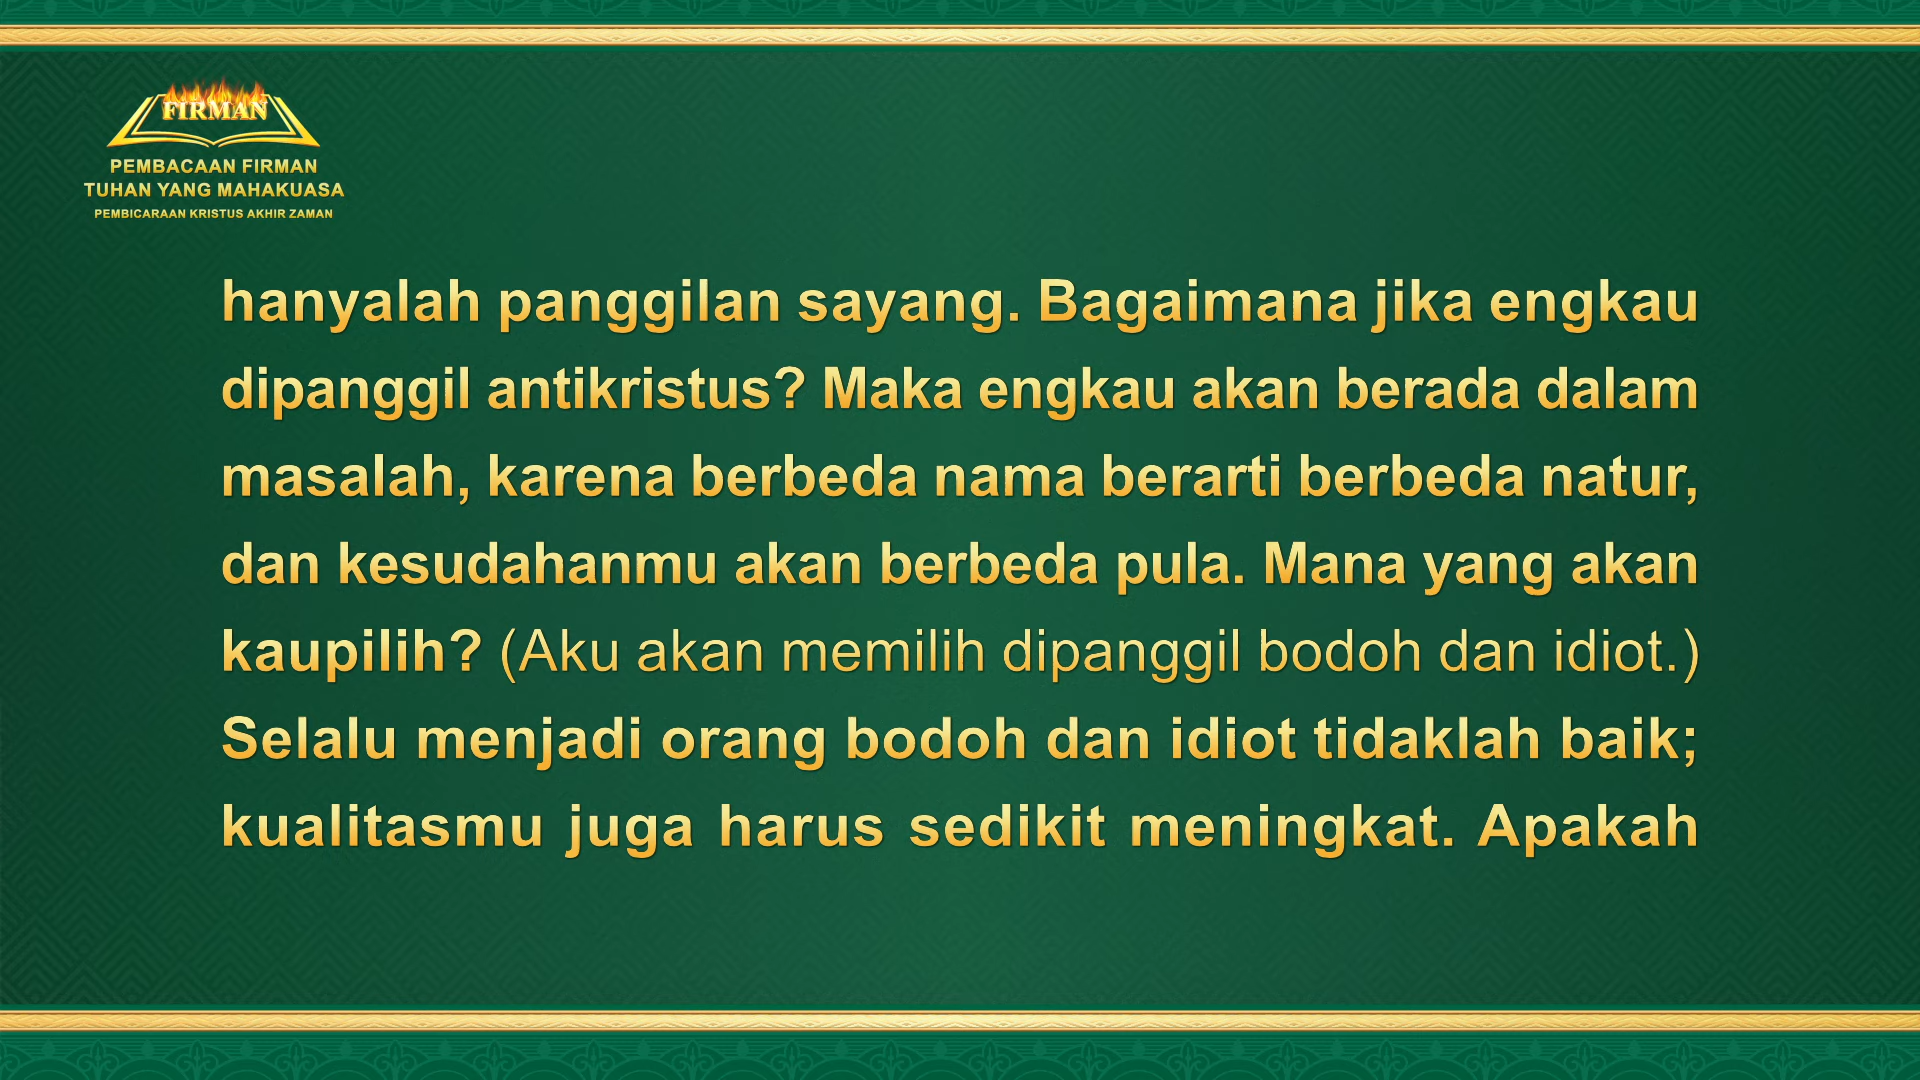 FIRMAN
PEMBACAAN FIRMAN
TUHAN YANG MAHAKUASA
PEMBICARAAN KRISTUS AKHIR ZAMAN
hanyalah panggilan sayang. Bagaimana jika engkau
dipanggil antikristus? Maka engkau akan berada dalam
masalah, karena berbeda nama berarti berbeda natur,
dan kesudahanmu akan berbeda pula. Mana yang akan
kaupilih? (Aku akan memilih dipanggil bodoh dan idiot.)
Selalu menjadi orang bodoh dan idiot tidaklah baik;
kualitasmu juga harus sedikit meningkat. Apakah